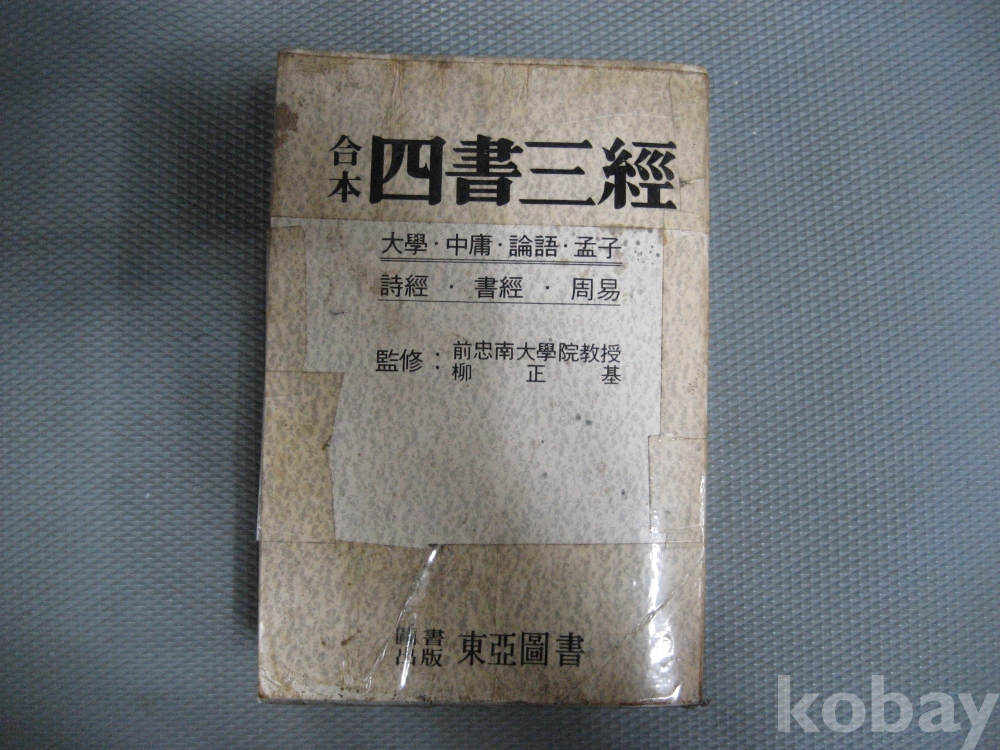 合本 四書三經
大學·中庸·論語·孟子
詩經 · 書經 · 周易
監修 : 前忠南大學院教授
柳正基
圖書出版 東亞圖書
kobay